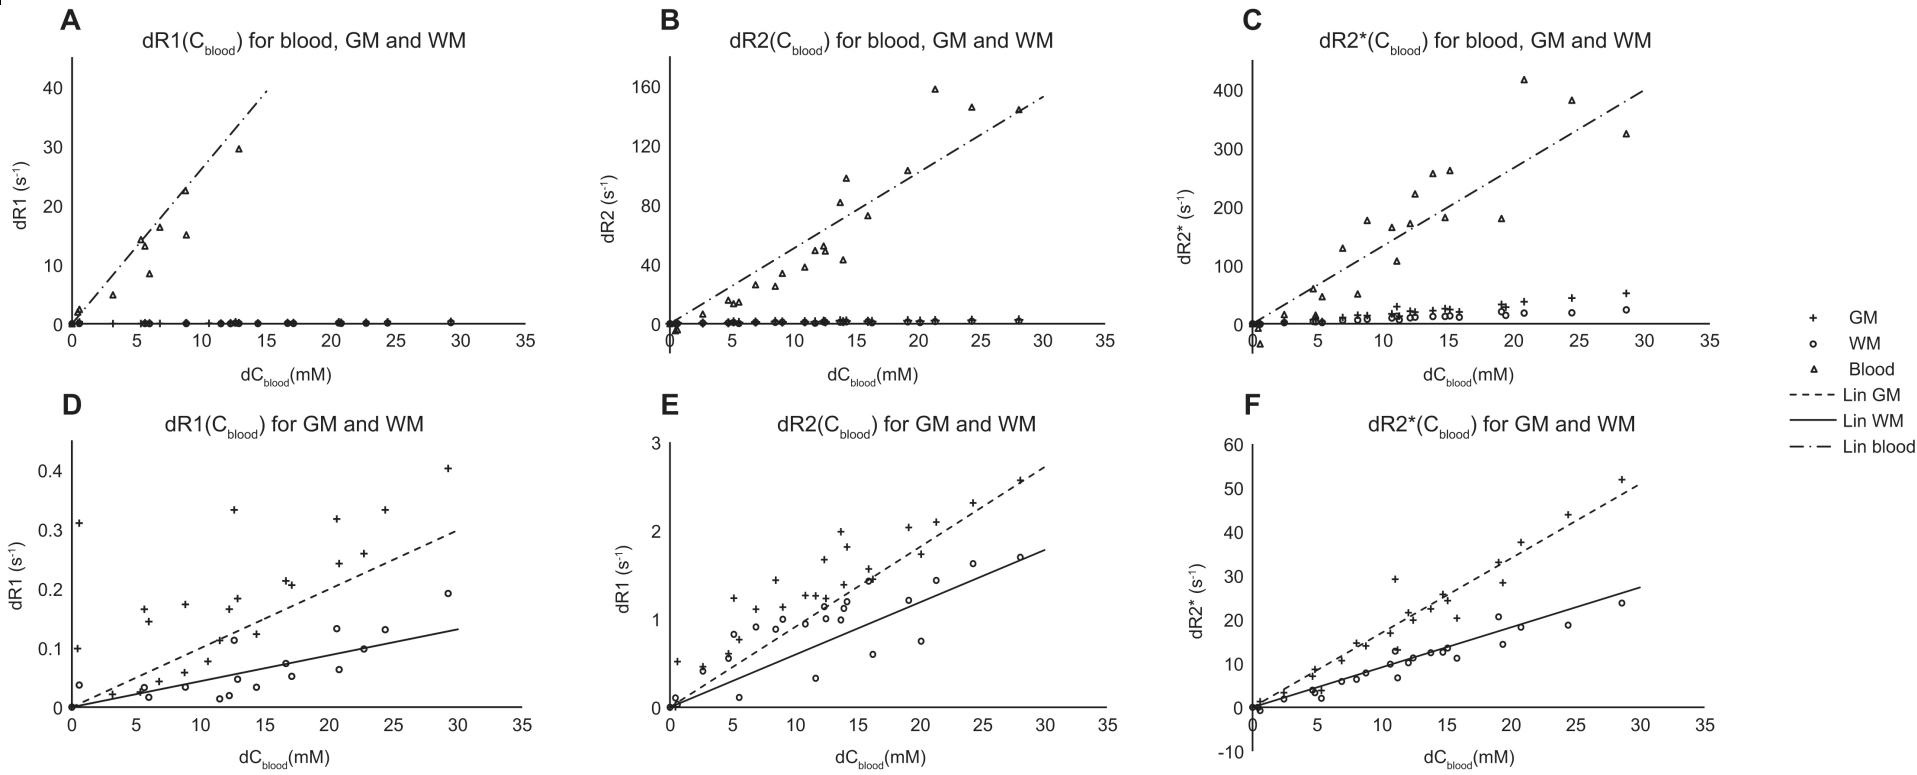 A
dR1(Cblood) for blood, GM and WM
40
30
20
10
0
0 5 10 15 20 25 30 35
dR1 (s-1)
dCblood(mM)
B
dR2(Cblood) for blood, GM and WM
160
120
80
40
0
0 5 10 15 20 25 30 35
dR2 (s-1)
dCblood(mM)
C
dR2*(Cblood) for blood, GM and WM
400
300
200
100
0
0 5 10 15 20 25 30 35
dR2* (s-1)
dCblood(mM)
GM
WM
Blood
Lin GM
Lin WM
Lin blood
D
dR1(Cblood) for GM and WM
0.4
0.3
0.2
0.1
0
0 5 10 15 20 25 30 35
dR1 (s-1)
dCblood(mM)
E
dR2(Cblood) for GM and WM
3
2
1
0
0 5 10 15 20 25 30 35
dR1 (s-1)
dCblood(mM)
F
dR2*(Cblood) for GM and WM
60
50
40
30
20
10
0
-10
0 5 10 15 20 25 30 35
dR2* (s-1)
dCblood(mM)